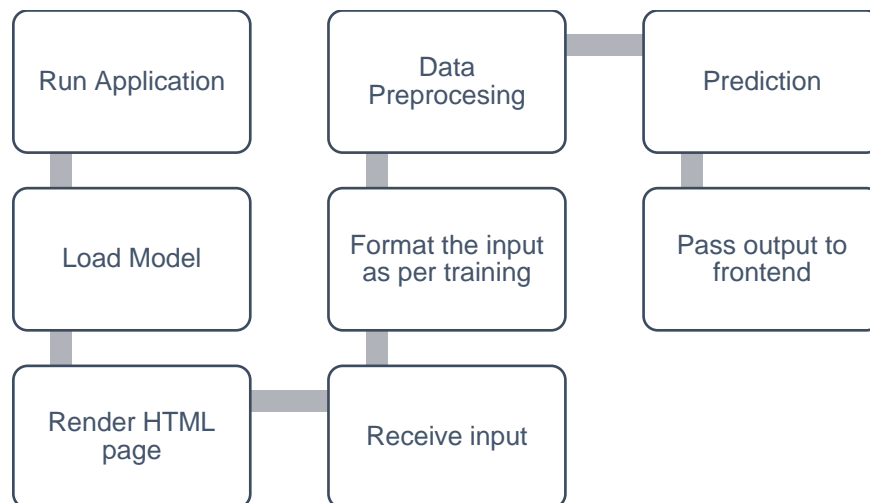 Run Application
Load Model
Render HTML
page
Receive input
Format the input
as per training
Data
Preprocesing
Prediction
Pass output to
frontend